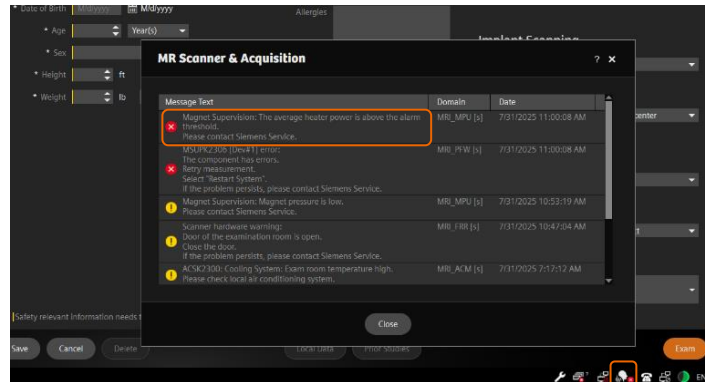 * Date of Birth M/d/yyyy M/d/yyyy
Allergies
* Age Year(s)
Implant Scanning
* Sex
* Height ft
* Weight lb
MR Scanner & Acquisition ? ×
Message Text Domain Date
Magnet Supervision: The average heater power is above the alarm threshold. MRI_MPU [s] 7/31/2025 11:00:08 AM
Please contact Siemens Service.
MSUPK2306 [Dev#1] error: MRI_PFW [s] 7/31/2025 11:00:08 AM
The component has errors.
Retry measurement.
Select "Restart System".
If the problem persists, please contact Siemens Service.
Magnet Supervision: Magnet pressure is low. MRI_MPU [s] 7/31/2025 10:53:19 AM
Please contact Siemens Service.
Scanner hardware warning: MRI_FRR [s] 7/31/2025 10:47:04 AM
Door of the examination room is open.
Close the door.
If the problem persists, please contact Siemens Service.
ACSK2300: Cooling System: Exam room temperature high. MRI_ACM [s] 7/31/2025 7:17:12 AM
Please check local air conditioning system.
center
Safety relevant information needs t
Close
Save Cancel Delete Local Data Prior Studies Exam
EN